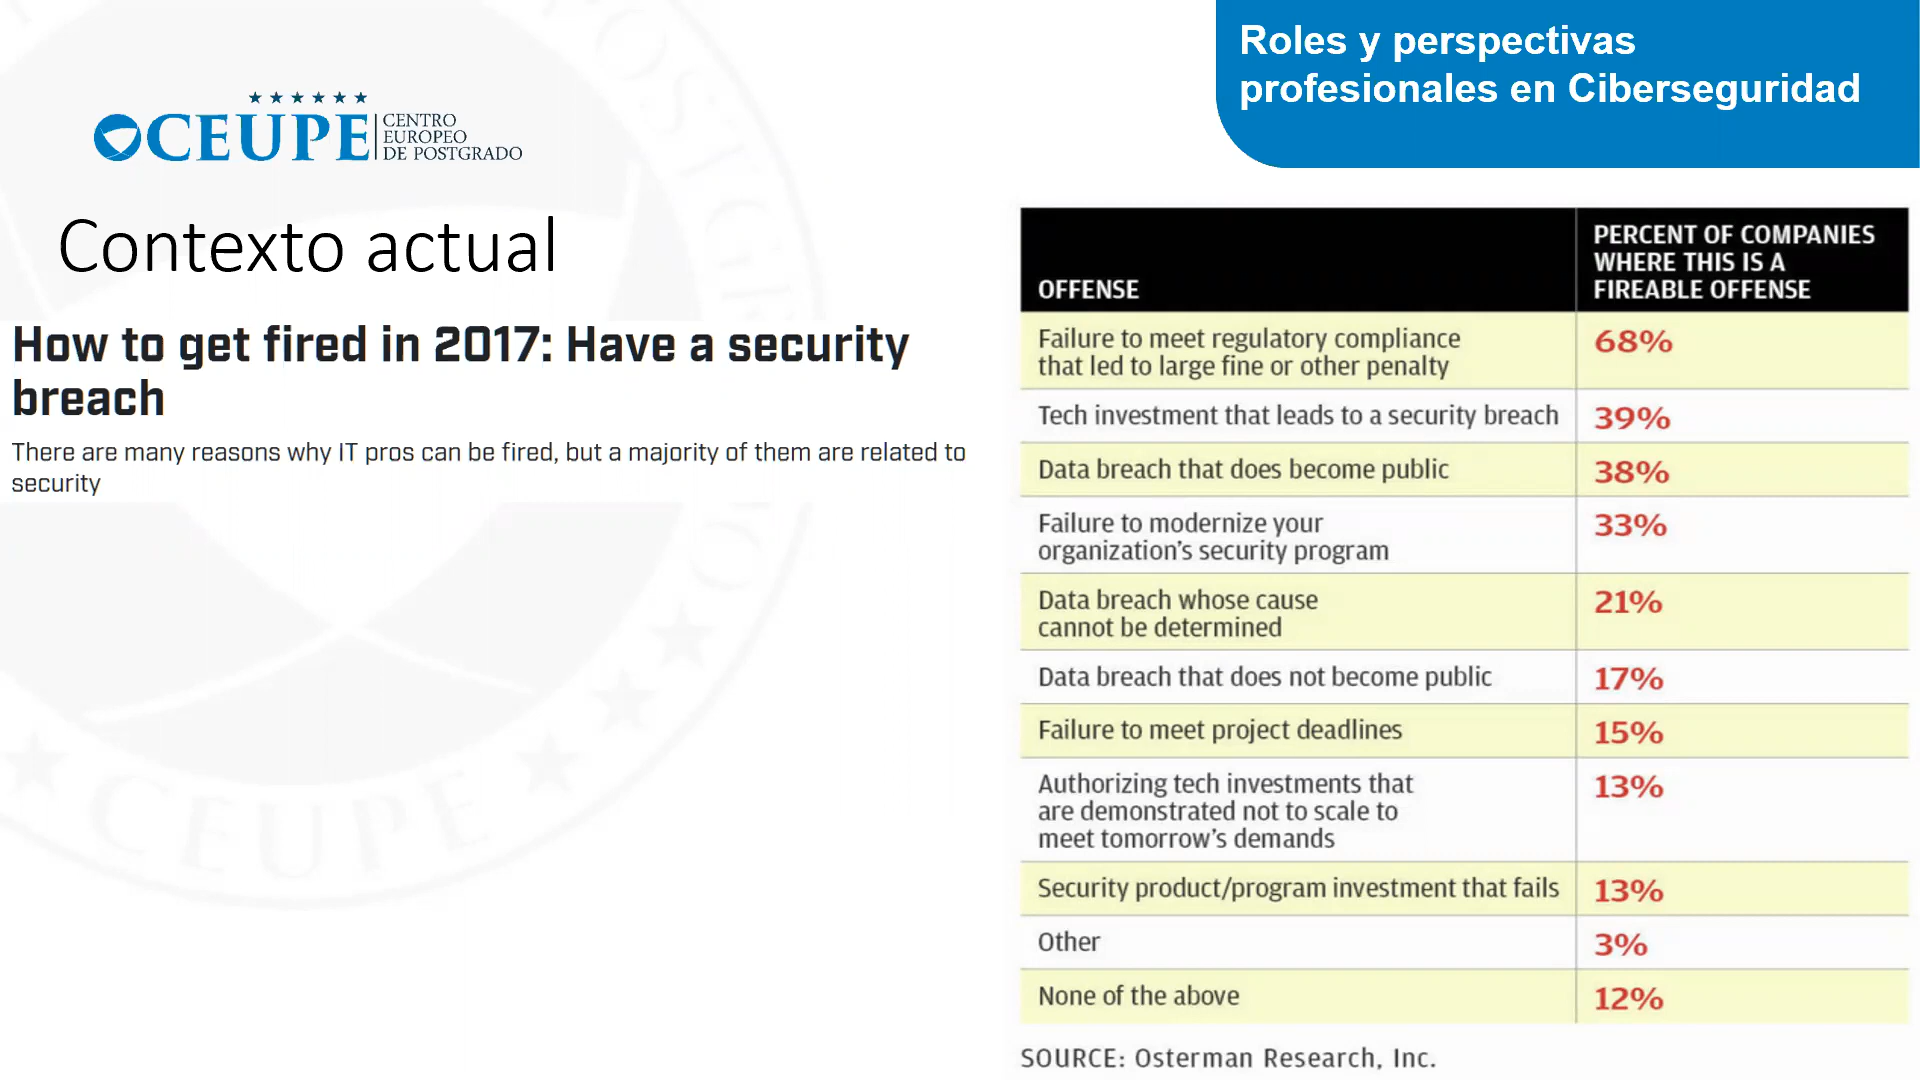 Roles y perspectivas
profesionales en Ciberseguridad
CEUPE
CENTRO
EUROPEO
DE POSTGRADO
Contexto actual
How to get fired in 2017: Have a security
breach
There are many reasons why IT pros can be fired, but a majority of them are related to
security
OFFENSE
PERCENT OF COMPANIES
WHERE THIS IS A
FIREABLE OFFENSE
Failure to meet regulatory compliance
that led to large fine or other penalty
68%
Tech investment that leads to a security breach
39%
Data breach that does become public
38%
Failure to modernize your
organization's security program
33%
Data breach whose cause
cannot be determined
21%
Data breach that does not become public
17%
Failure to meet project deadlines
15%
Authorizing tech investments that
are demonstrated not to scale to
meet tomorrow's demands
13%
Security product/program investment that fails
13%
Other
3%
None of the above
12%
SOURCE: Osterman Research, Inc.
CEUPE